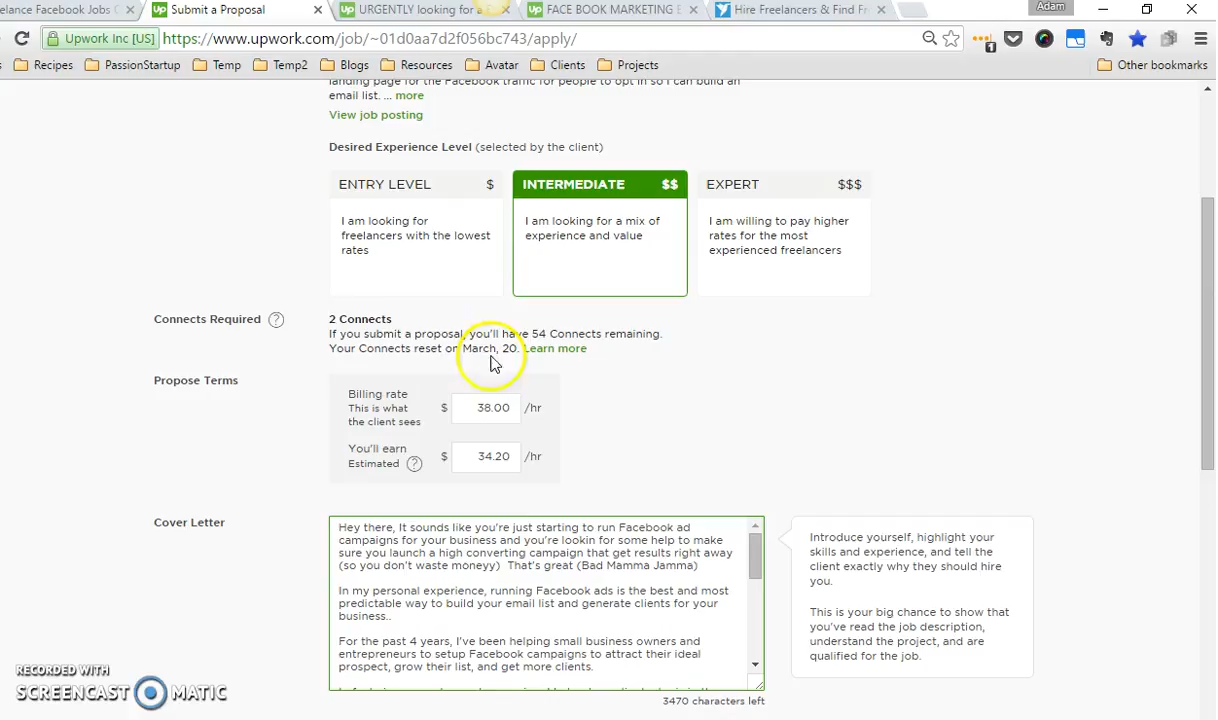 elance Facebook Jobs
Submit a Proposal
URGENTLY looking for a
FACE BOOK MARKETING E
Hire Freelancers & Find Fr
Adam
Upwork Inc [US]
https://www.upwork.com/job/~01d0aa7d2f056bc743/apply/
1
Recipes
PassionStartup
Temp
Temp2
Blogs
Resources
Avatar
Clients
Projects
Other bookmarks
landing page for the Facebook traffic for people to opt in so I can build an
email list. ... more
View job posting
Desired Experience Level (selected by the client)
ENTRY LEVEL $
I am looking for
freelancers with the lowest
rates
INTERMEDIATE $$
I am looking for a mix of
experience and value
EXPERT $$$
I am willing to pay higher
rates for the most
experienced freelancers
Connects Required ?
2 Connects
If you submit a proposal, you'll have 54 Connects remaining.
Your Connects reset on March, 20. Learn more
Propose Terms
Billing rate
This is what
the client sees
$ 38.00 /hr
You'll earn
Estimated ?
$ 34.20 /hr
Cover Letter
Hey there, It sounds like you're just starting to run Facebook ad
campaigns for your business and you're lookin for some help to make
sure you launch a high converting campaign that get results right away
(so you don't waste moneyy) That's great (Bad Mamma Jamma)
In my personal experience, running Facebook ads is the best and most
predictable way to build your email list and generate clients for your
business..
For the past 4 years, I've been helping small business owners and
entrepreneurs to setup Facebook campaigns to attract their ideal
prospect, grow their list, and get more clients.
3470 characters left
Introduce yourself, highlight your
skills and experience, and tell the
client exactly why they should hire
you.
This is your big chance to show that
you've read the job description,
understand the project, and are
qualified for the job.
RECORDED WITH
SCREENCAST MATIC